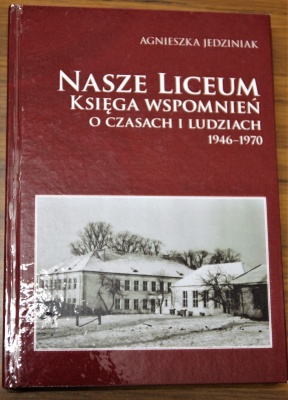 AGNIESZKA JEDZINIAK
NASZE LICEUM
KSIĘGA WSPOMNIEŃ
O CZASACH I LUDZIACH
1946–1970